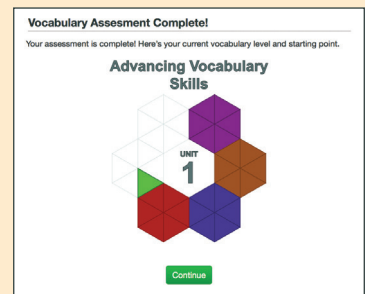 Vocabulary Assesment Complete!
Your assessment is complete! Here's your current vocabulary level and starting point.
Advancing Vocabulary
Skills
UNIT
1
Continue